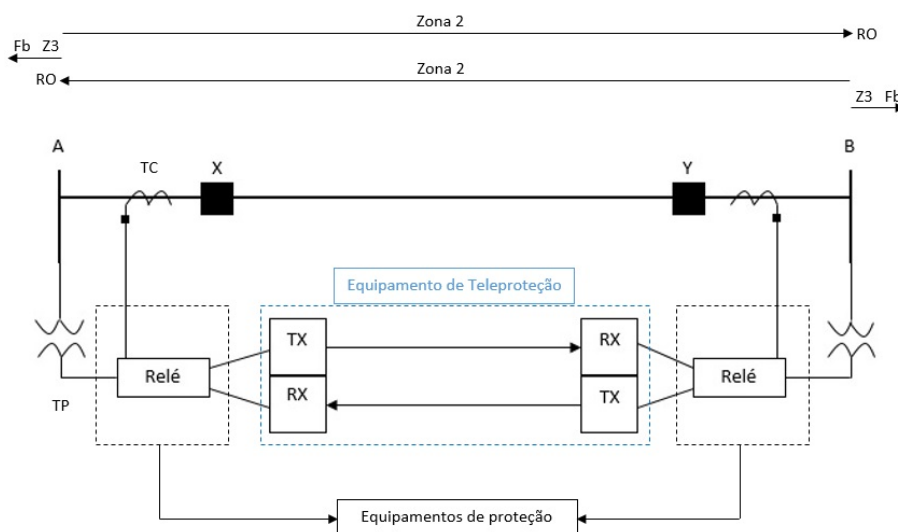 Zona 2
Fb Z3
RO
RO
Zona 2
Z3 Fb
A
TC
X
Y
B
Equipamento de Teleproteção
TX
RX
Relé
Relé
RX
TX
TP
Equipamentos de proteção